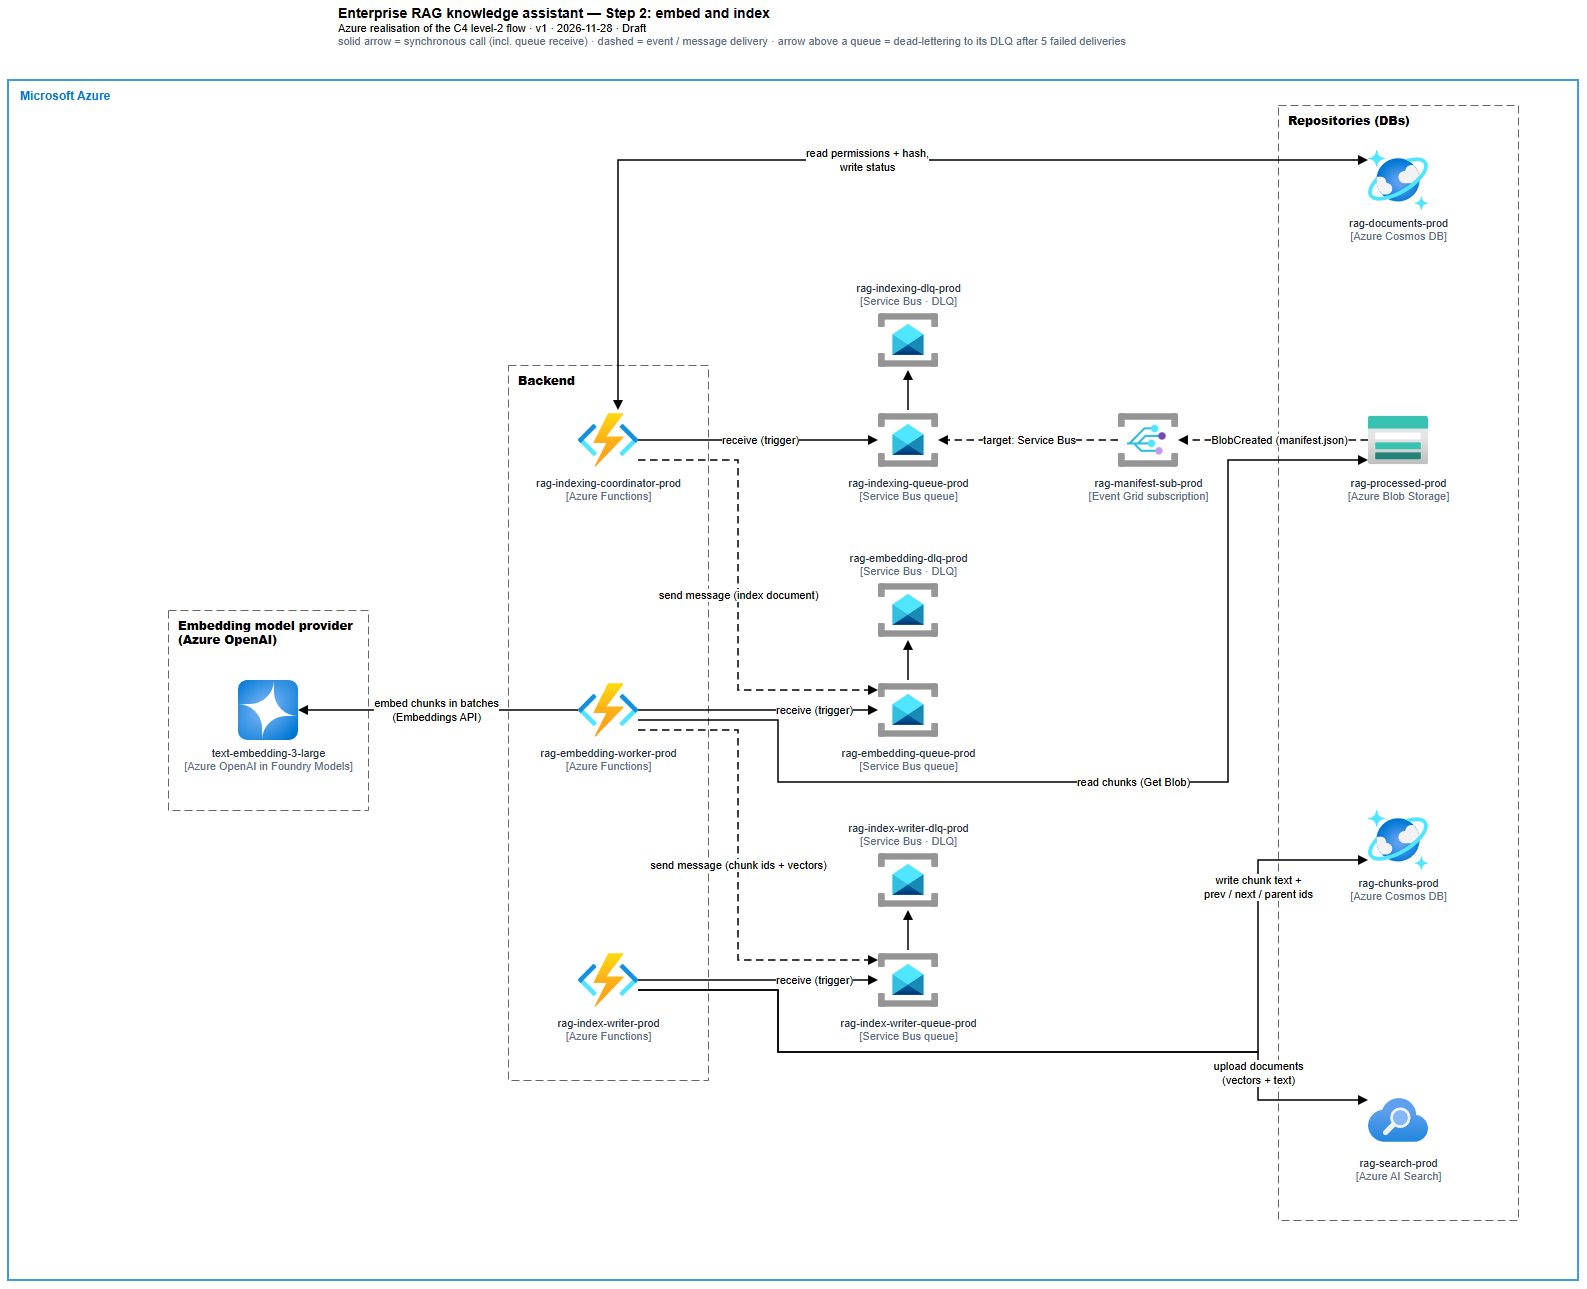 Enterprise RAG knowledge assistant — Step 2: embed and index
Azure realisation of the C4 level-2 flow · v1 · 2026-11-28 · Draft
solid arrow = synchronous call (incl. queue receive) · dashed = event / message delivery · arrow above a queue = dead-lettering to its DLQ after 5 failed deliveries
Microsoft Azure
Repositories (DBs)
read permissions + hash,
write status
rag-documents-prod
[Azure Cosmos DB]
rag-indexing-dlq-prod
[Service Bus · DLQ]
Backend
receive (trigger)
target: Service Bus
BlobCreated (manifest.json)
rag-indexing-coordinator-prod
[Azure Functions]
rag-indexing-queue-prod
[Service Bus queue]
rag-manifest-sub-prod
[Event Grid subscription]
rag-processed-prod
[Azure Blob Storage]
rag-embedding-dlq-prod
[Service Bus · DLQ]
send message (index document)
Embedding model provider
(Azure OpenAI)
embed chunks in batches
(Embeddings API)
receive (trigger)
text-embedding-3-large
[Azure OpenAI in Foundry Models]
rag-embedding-worker-prod
[Azure Functions]
rag-embedding-queue-prod
[Service Bus queue]
read chunks (Get Blob)
rag-index-writer-dlq-prod
[Service Bus · DLQ]
send message (chunk ids + vectors)
write chunk text +
prev / next / parent ids
rag-chunks-prod
[Azure Cosmos DB]
receive (trigger)
rag-index-writer-prod
[Azure Functions]
rag-index-writer-queue-prod
[Service Bus queue]
upload documents
(vectors + text)
rag-search-prod
[Azure AI Search]